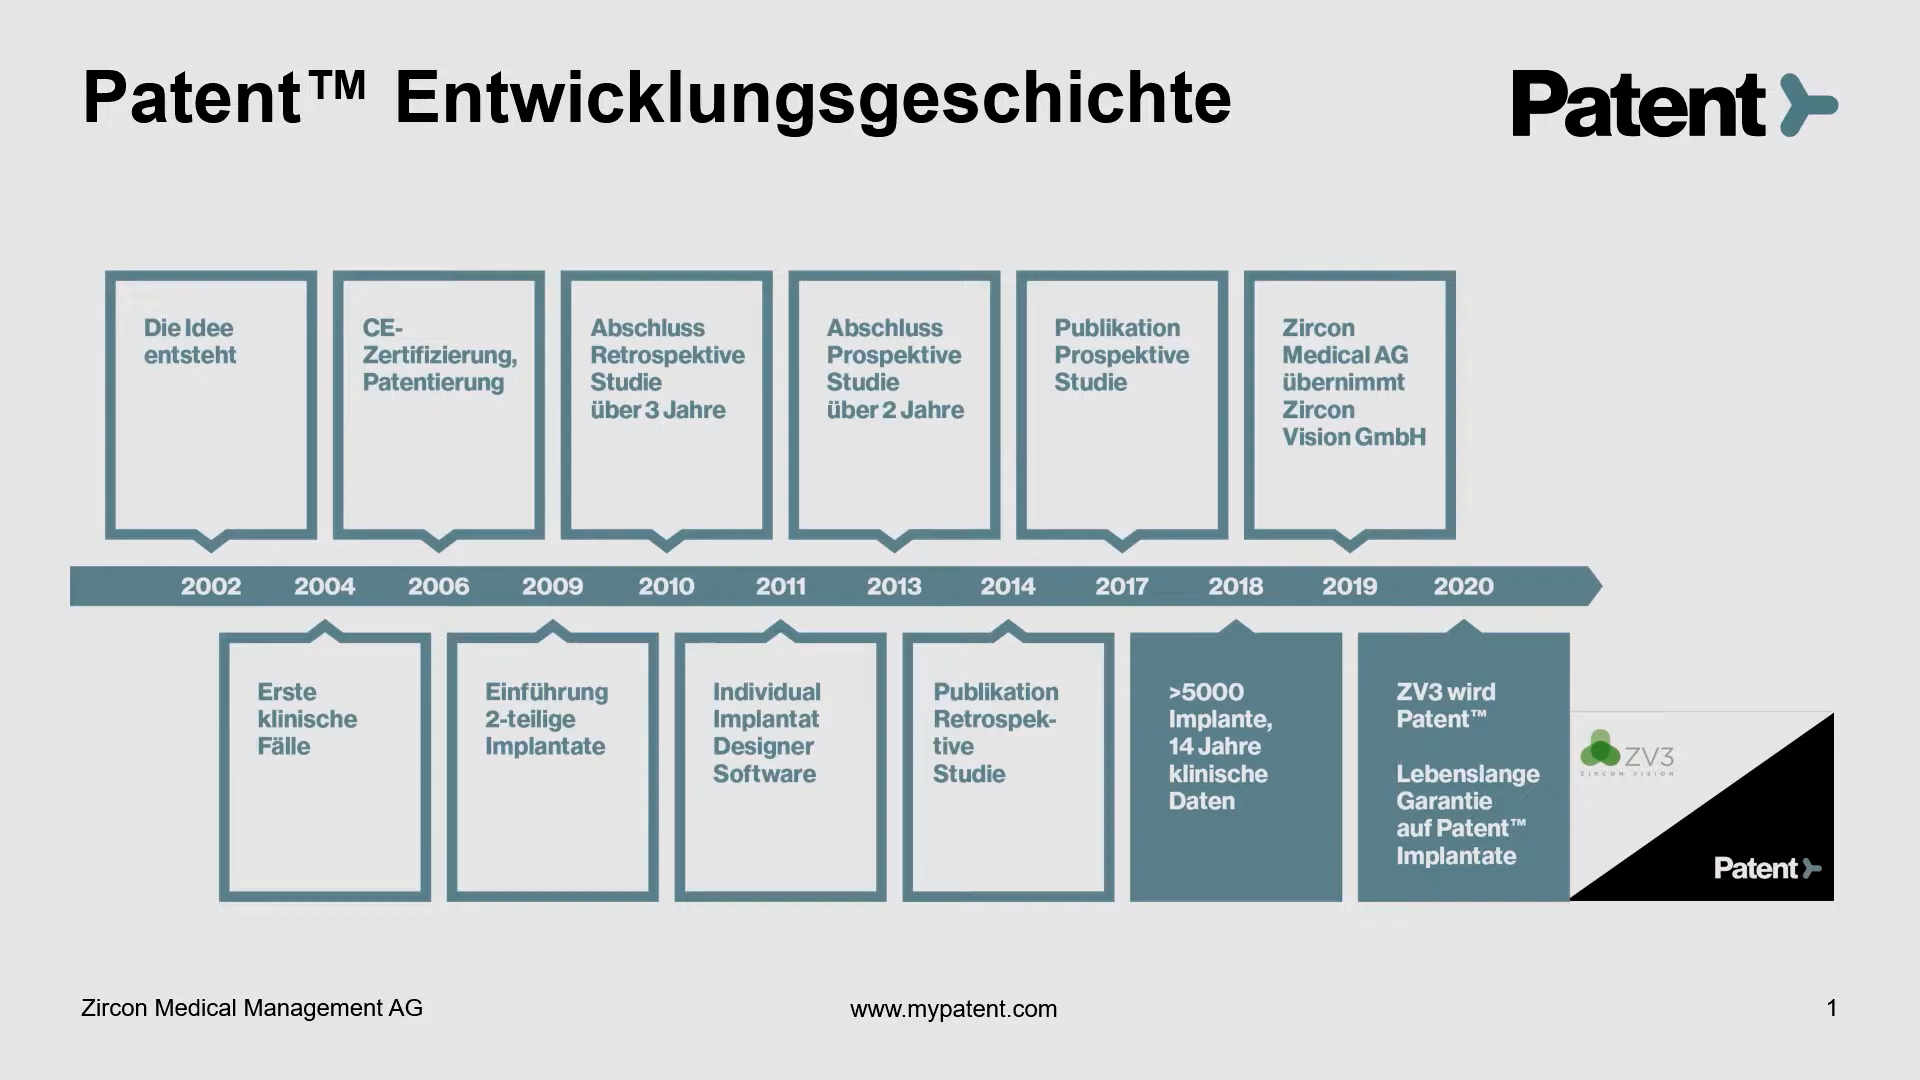 Patent™ Entwicklungsgeschichte
Patent
Die Idee
entsteht
CE-
Zertifizierung,
Patentierung
Abschluss
Retrospektive
Studie
über 3 Jahre
Abschluss
Prospektive
Studie
über 2 Jahre
Publikation
Prospektive
Studie
Zircon
Medical AG
übernimmt
Zircon
Vision GmbH
2002 2004 2006 2009 2010 2011 2013 2014 2017 2018 2019 2020
Erste
klinische
Fälle
Einführung
2-teilige
Implantate
Individual
Implantat
Designer
Software
Publikation
Retrospek-
tive
Studie
>5000
Implante,
14 Jahre
klinische
Daten
ZV3 wird
Patent™
Lebenslange
Garantie
auf Patent™
Implantate
ZV3
ZIRCON VISION
Patent
Zircon Medical Management AG
www.mypatent.com
1